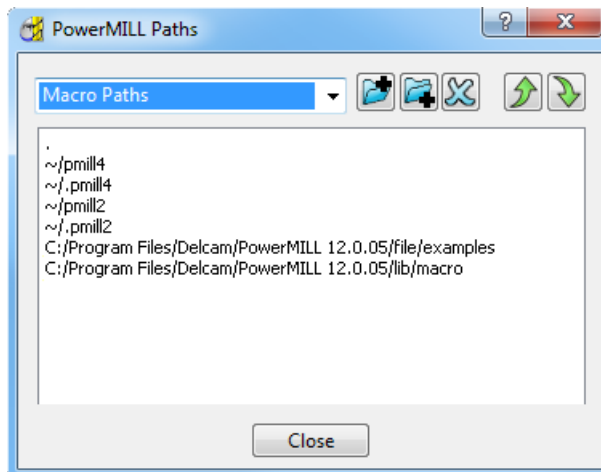 PowerMILL Paths
?
Macro Paths
.
~/pmill4
~/.pmill4
~/pmill2
~/.pmill2
C:/Program Files/Delcam/PowerMILL 12.0.05/file/examples
C:/Program Files/Delcam/PowerMILL 12.0.05/lib/macro
Close